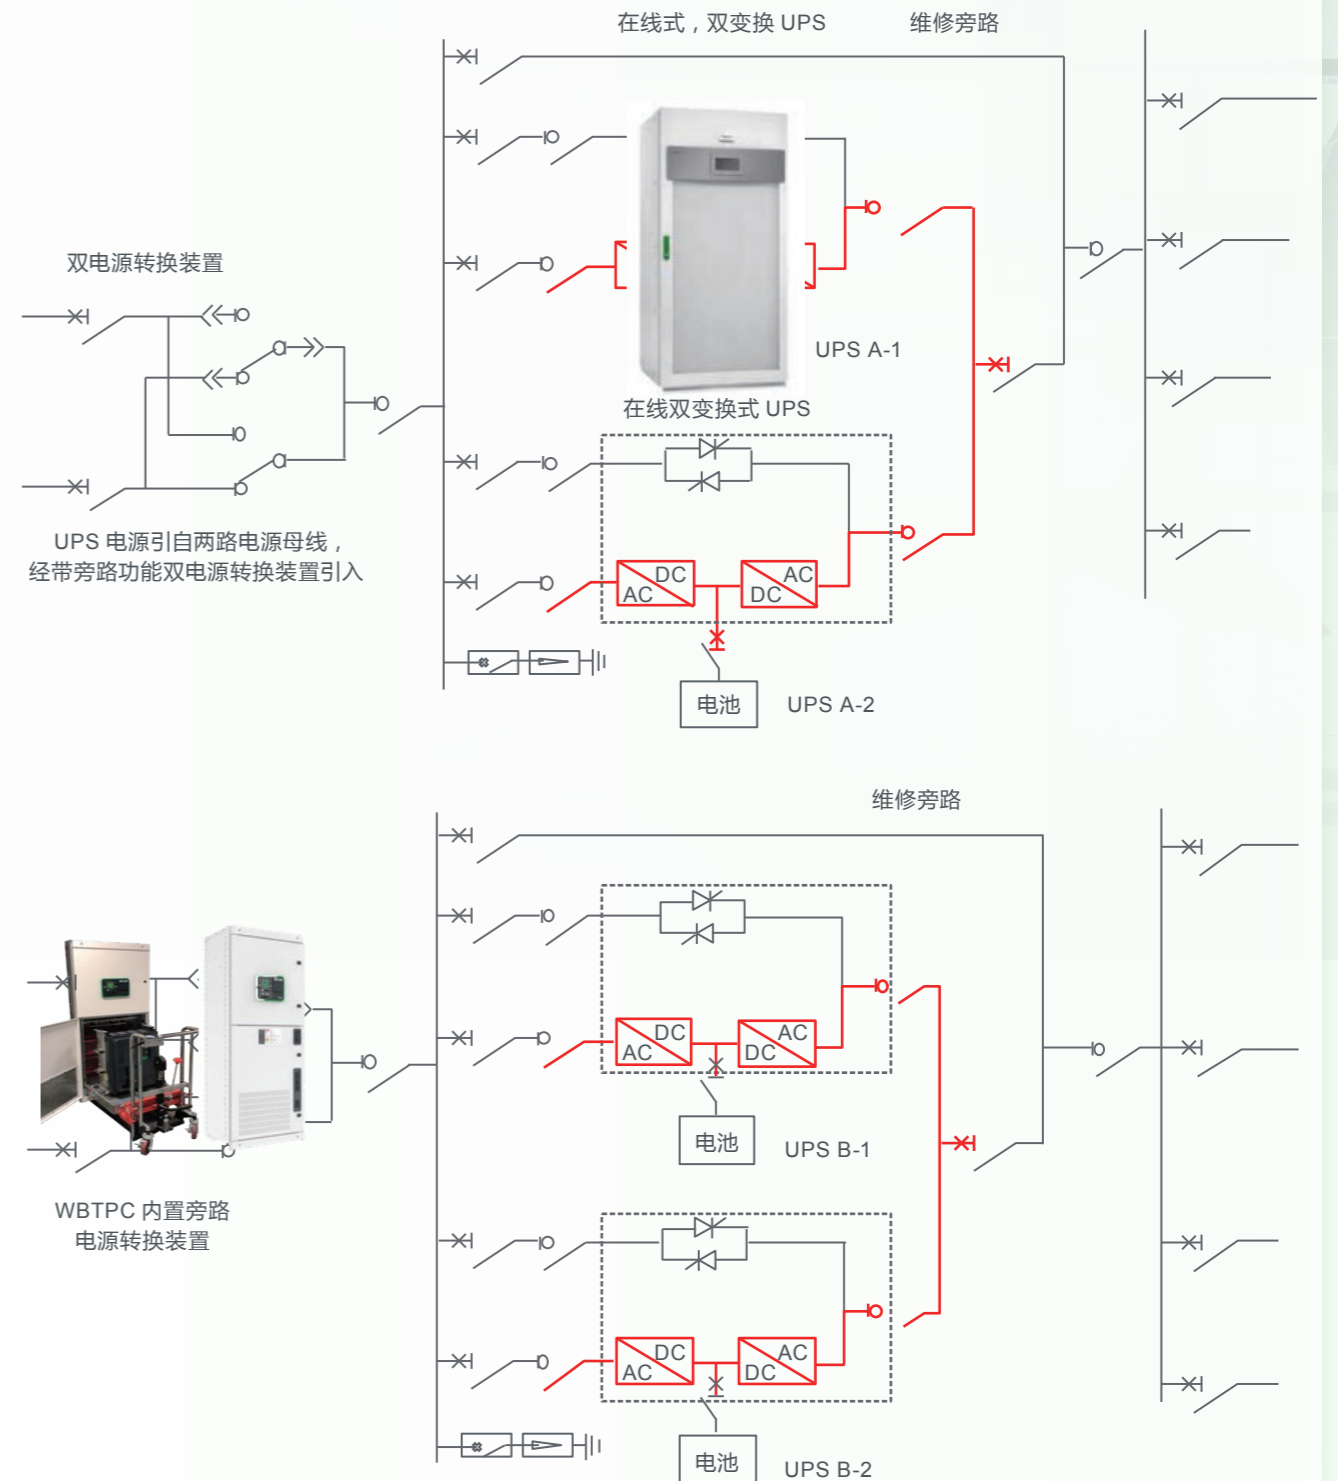 在线式，双变换 UPS
维修旁路
双电源转换装置
UPS A-1
在线双变换式 UPS
UPS 电源引自两路电源母线，
经带旁路功能双电源转换装置引入
DC
AC
AC
DC
电池
UPS A-2
维修旁路
DC
AC
AC
DC
电池
UPS B-1
WBTPC 内置旁路
电源转换装置
DC
AC
AC
DC
电池
UPS B-2